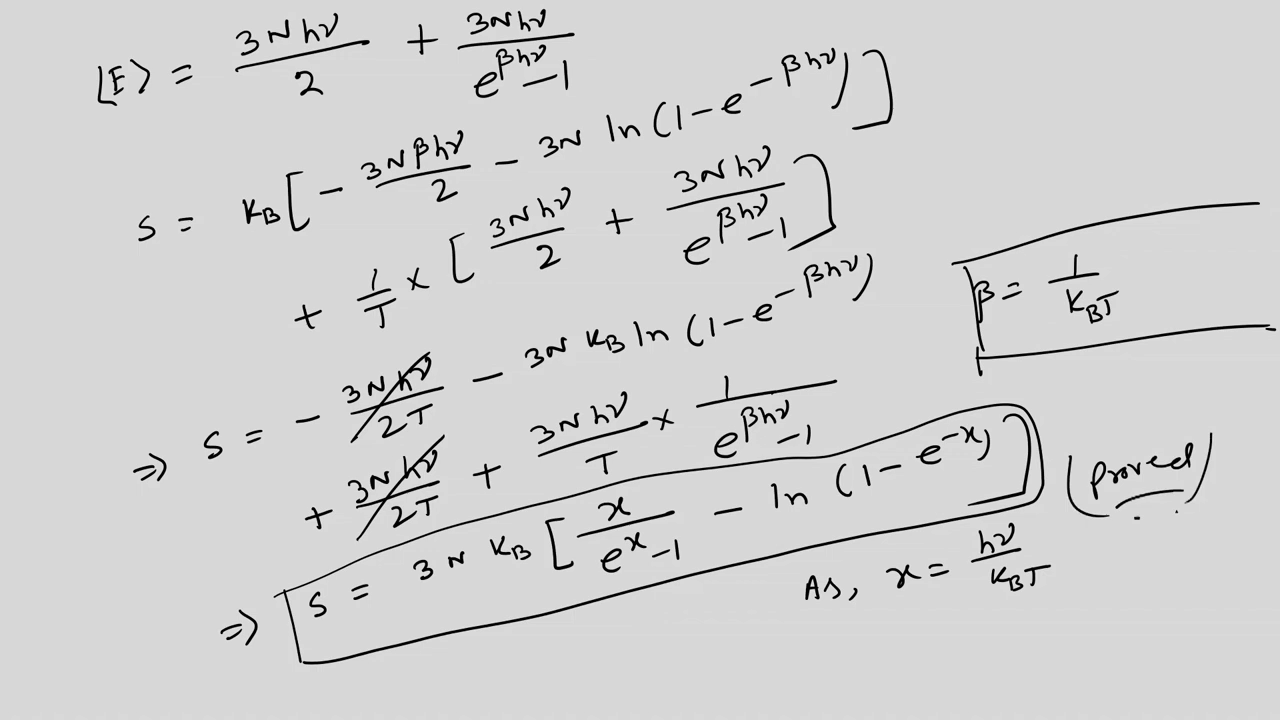 ⟨E⟩ = 3Nhν/2 + 3Nhν/(e^{βhν} − 1)
S = K_B [ − 3Nβhν/2 − 3N ln(1 − e^{−βhν}) ]
+ 1/T × [ 3Nhν/2 + 3Nhν/(e^{βhν} − 1) ]
β = 1/(K_B T)
⇒ S = − 3Nhν/2T − 3N K_B ln(1 − e^{−βhν})
+ 3Nhν/2T + 3Nhν/T × 1/(e^{βhν} − 1)
⇒ S = 3N K_B [ x/(e^x − 1) − ln(1 − e^{−x}) ] (Proved)
As, x = hν/(K_B T)